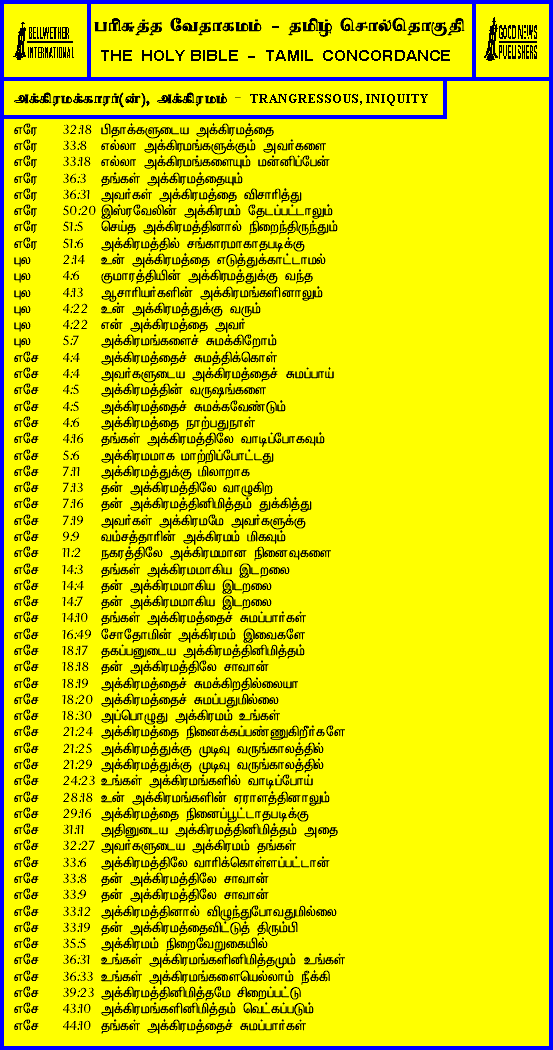 BELLWETHER
INTERNATIONAL
பரிசுத்த வேதாகமம் - தமிழ் சொல்தொகுதி
THE HOLY BIBLE - TAMIL CONCORDANCE
GOOD NEWS
PUBLISHERS
அக்கிரமக்காரர்(ன்), அக்கிரமம் - TRANGRESSOUS, INIQUITY
எரே 32:18 பிதாக்களுடைய அக்கிரமத்தை
எரே 33:8 எல்லா அக்கிரமங்களுக்கும் அவர்களை
எரே 33:18 எல்லா அக்கிரமங்களையும் மன்னிப்பேன்
எரே 36:3 தங்கள் அக்கிரமத்தையும்
எரே 36:31 அவர்கள் அக்கிரமத்தை விசாரித்து
எரே 50:20 இஸ்ரவேலின் அக்கிரமம் தேடப்பட்டாலும்
எரே 51:5 செய்த அக்கிரமத்தினால் நிறைந்திருந்தும்
எரே 51:6 அக்கிரமத்தில் சங்காரமாகாதபடிக்கு
புல 2:14 உன் அக்கிரமத்தை எடுத்துக்காட்டாமல்
புல 4:6 குமாரத்தியின் அக்கிரமத்துக்கு வந்த
புல 4:13 ஆசாரியர்களின் அக்கிரமங்களினாலும்
புல 4:22 உன் அக்கிரமத்துக்கு வரும்
புல 4:22 என் அக்கிரமத்தை அவர்
புல 5:7 அக்கிரமங்களைச் சுமக்கிறோம்
எசே 4:4 அக்கிரமத்தைச் சுமத்திக்கொள்
எசே 4:4 அவர்களுடைய அக்கிரமத்தைச் சுமப்பாய்
எசே 4:5 அக்கிரமத்தின் வருஷங்களை
எசே 4:5 அக்கிரமத்தைச் சுமக்கவேண்டும்
எசே 4:6 அக்கிரமத்தை நாற்பதுநாள்
எசே 4:16 தங்கள் அக்கிரமத்திலே வாடிப்போகவும்
எசே 5:6 அக்கிரமமாக மாற்றிப்போட்டது
எசே 7:11 அக்கிரமத்துக்கு மிலாறாக
எசே 7:13 தன் அக்கிரமத்திலே வாழுகிற
எசே 7:16 தன் அக்கிரமத்தினிமித்தம் துக்கித்து
எசே 7:19 அவர்கள் அக்கிரமமே அவர்களுக்கு
எசே 9:9 வம்சத்தாரின் அக்கிரமம் மிகவும்
எசே 11:2 நகரத்திலே அக்கிரமமான நினைவுகளை
எசே 14:3 தங்கள் அக்கிரமமாகிய இடறலை
எசே 14:4 தன் அக்கிரமமாகிய இடறலை
எசே 14:7 தன் அக்கிரமமாகிய இடறலை
எசே 14:10 தங்கள் அக்கிரமத்தைச் சுமப்பார்கள்
எசே 16:49 சோதோமின் அக்கிரமம் இவைகளே
எசே 18:17 தகப்பனுடைய அக்கிரமத்தினிமித்தம்
எசே 18:18 தன் அக்கிரமத்திலே சாவான்
எசே 18:19 அக்கிரமத்தைச் சுமக்கிறதில்லையா
எசே 18:20 அக்கிரமத்தைச் சுமப்பதுமில்லை
எசே 18:30 அப்பொழுது அக்கிரமம் உங்கள்
எசே 21:24 அக்கிரமத்தை நினைக்கப்பண்ணுகிறீர்களே
எசே 21:25 அக்கிரமத்துக்கு முடிவு வருங்காலத்தில்
எசே 21:29 அக்கிரமத்துக்கு முடிவு வருங்காலத்தில்
எசே 24:23 உங்கள் அக்கிரமங்களில் வாடிப்போய்
எசே 28:18 உன் அக்கிரமங்களின் ஏராளத்தினாலும்
எசே 29:16 அக்கிரமத்தை நினைப்பூட்டாதபடிக்கு
எசே 31:11 அதினுடைய அக்கிரமத்தினிமித்தம் அதை
எசே 32:27 அவர்களுடைய அக்கிரமம் தங்கள்
எசே 33:6 அக்கிரமத்திலே வாரிக்கொள்ளப்பட்டான்
எசே 33:8 தன் அக்கிரமத்திலே சாவான்
எசே 33:9 தன் அக்கிரமத்திலே சாவான்
எசே 33:12 அக்கிரமத்தினால் விழுந்துபோவதுமில்லை
எசே 33:19 தன் அக்கிரமத்தைவிட்டுத் திரும்பி
எசே 35:5 அக்கிரமம் நிறைவேறுகையில்
எசே 36:31 உங்கள் அக்கிரமங்களினிமித்தமும் உங்கள்
எசே 36:33 உங்கள் அக்கிரமங்களையெல்லாம் நீக்கி
எசே 39:23 அக்கிரமத்தினிமித்தமே சிறைப்பட்டு
எசே 43:10 அக்கிரமங்களினிமித்தம் வெட்கப்படும்
எசே 44:10 தங்கள் அக்கிரமத்தைச் சுமப்பார்கள்